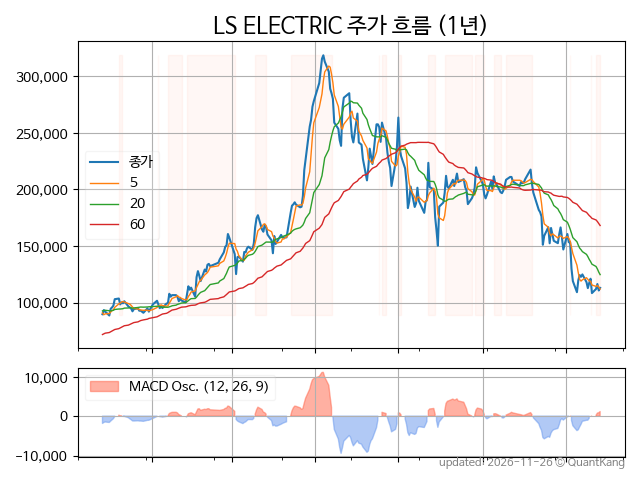 LS ELECTRIC 주가 흐름 (1년)
300,000
250,000
200,000
150,000
100,000
종가
5
20
60
10,000
0
−10,000
MACD Osc. (12, 26, 9)
updated: 2026-11-26 © QuantKang